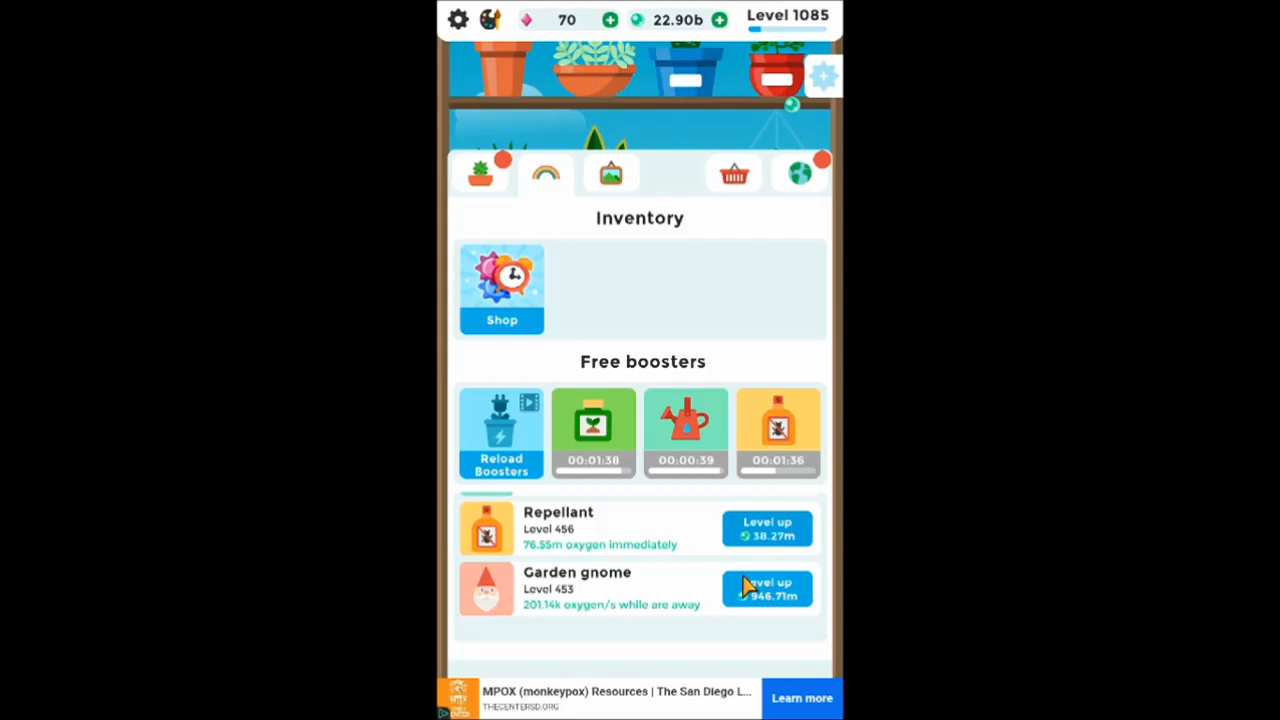 70
22.90b
Level 1085
Inventory
Shop
Free boosters
Reload
Boosters
00:01:38
00:00:39
00:01:36
Repellant
Level 456
76.55m oxygen immediately
Level up
38.27m
Garden gnome
Level 453
201.14k oxygen/s while are away
up
946.71m
MPOX (monkeypox) Resources | The San Diego L...
THECENTERSD.ORG
Learn more